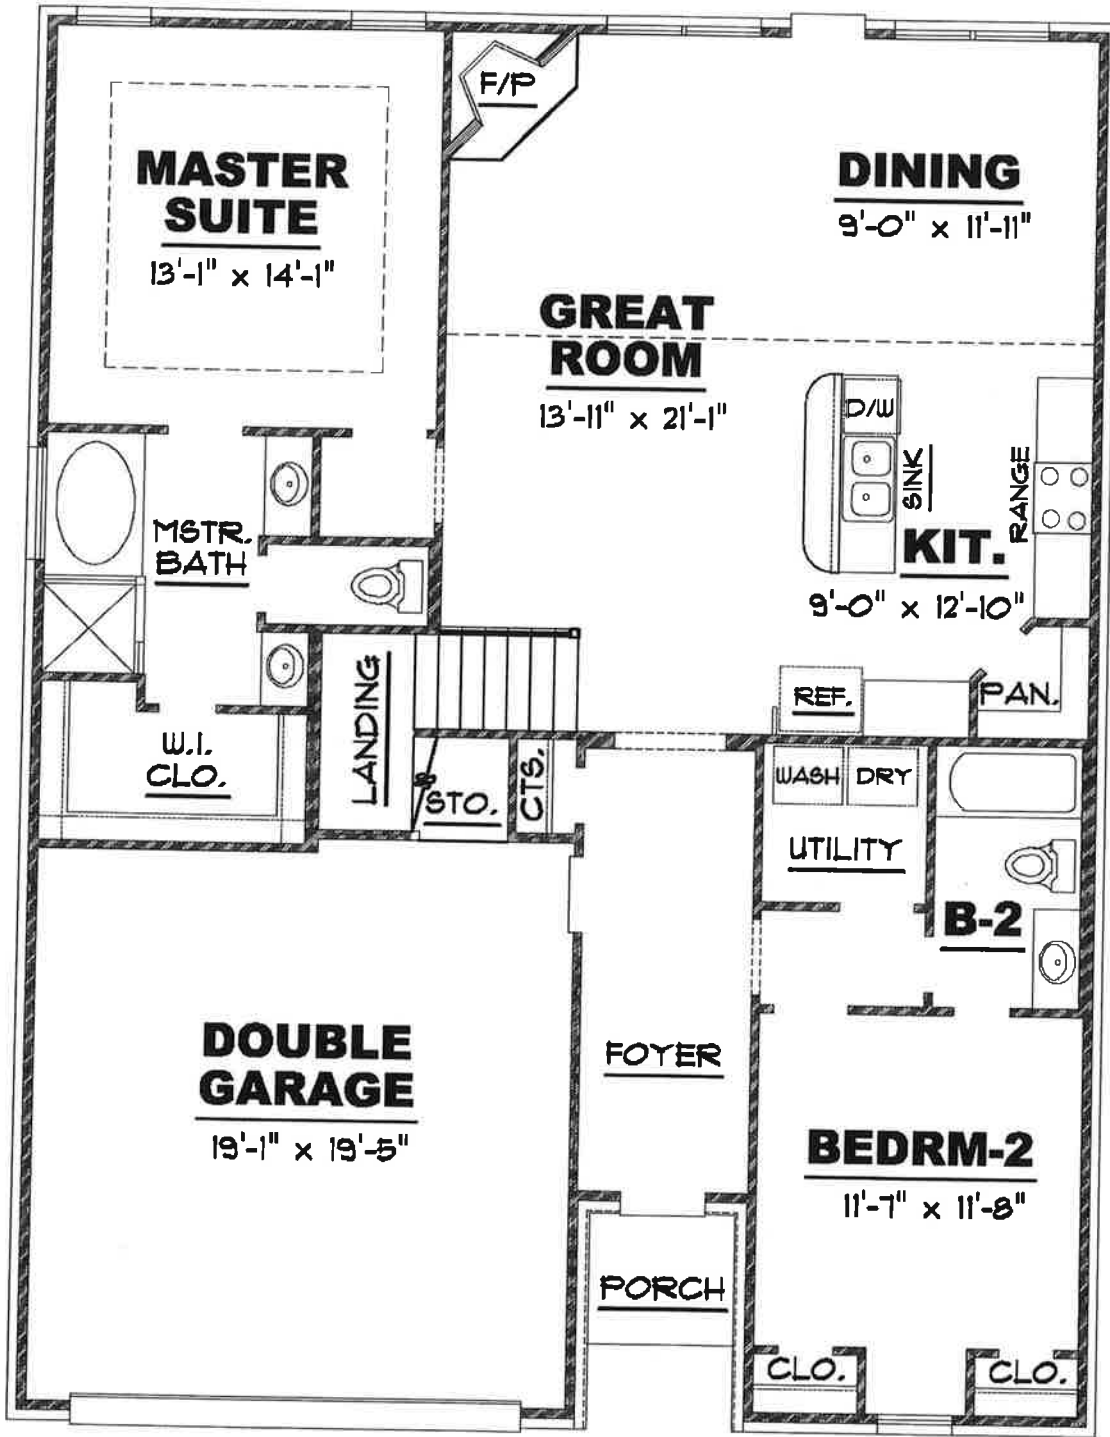 F/P
MASTER
SUITE
13'-1" x 14'-1"
DINING
9'-0" x 11'-11"
GREAT
ROOM
13'-11" x 21'-1"
D/W
SINK
RANGE
KIT.
9'-0" x 12'-10"
MSTR.
BATH
LANDING
REF.
PAN.
W.I.
CLO.
STO.
CTS.
WASH
DRY
UTILITY
B-2
DOUBLE
GARAGE
19'-1" x 19'-5"
FOYER
BEDRM-2
11'-7" x 11'-8"
PORCH
CLO.
CLO.